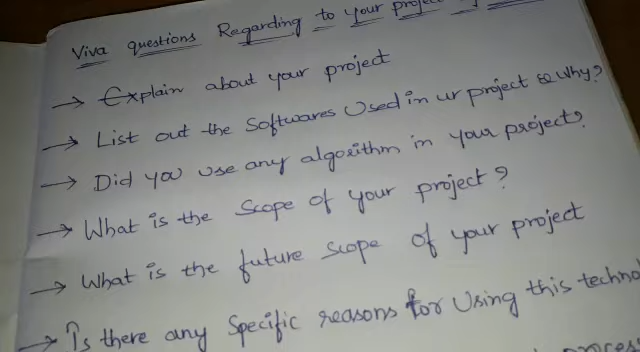 Viva questions Regarding to your project
→ Explain about your project
→ List out the Softwares Used in ur project & Why?
→ Did you use any algorithm in your project?
→ What is the Scope of your project?
→ What is the future scope of your project
→ Is there any Specific reasons for Using this